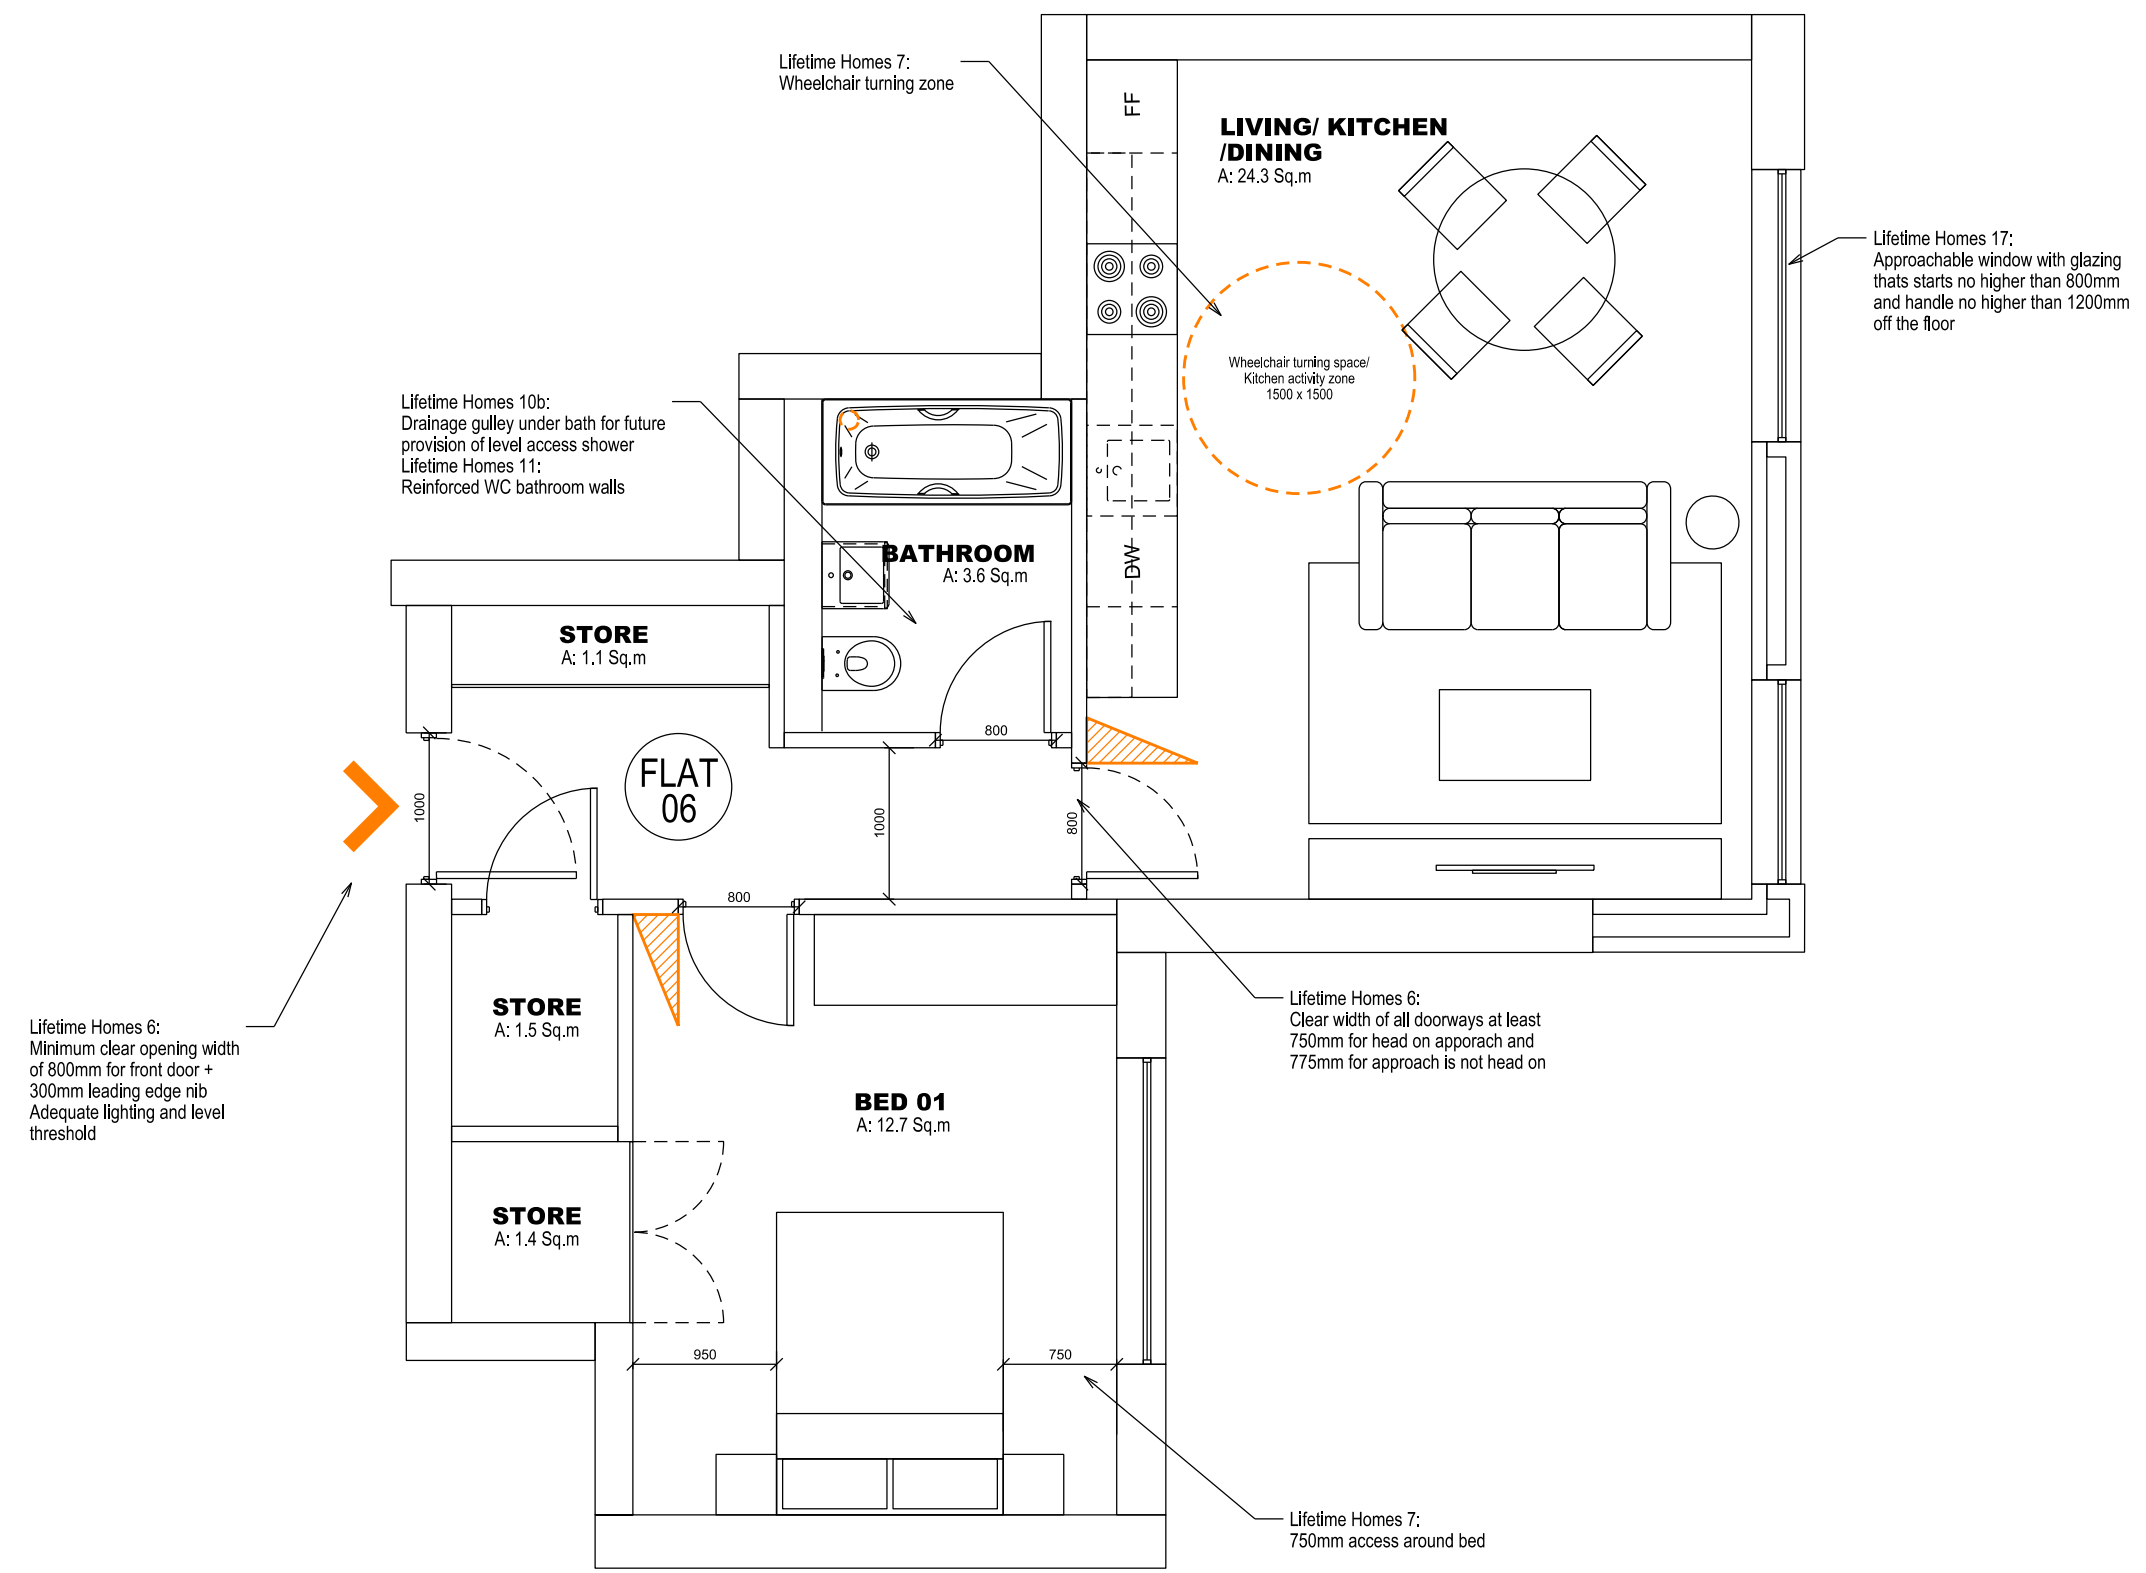 Lifetime Homes 7:
Wheelchair turning zone
FF
LIVING/ KITCHEN
/DINING
A: 24.3 Sq.m
Lifetime Homes 17:
Approachable window with glazing
thats starts no higher than 800mm
and handle no higher than 1200mm
off the floor
Wheelchair turning space/
Kitchen activity zone
1500 x 1500
Lifetime Homes 10b:
Drainage gulley under bath for future
provision of level access shower
Lifetime Homes 11:
Reinforced WC bathroom walls
BATHROOM
A: 3.6 Sq.m
DW
STORE
A: 1.1 Sq.m
800
FLAT
06
1000
1000
800
800
STORE
A: 1.5 Sq.m
Lifetime Homes 6:
Clear width of all doorways at least
750mm for head on apporach and
775mm for approach is not head on
Lifetime Homes 6:
Minimum clear opening width
of 800mm for front door +
300mm leading edge nib
Adequate lighting and level
threshold
BED 01
A: 12.7 Sq.m
STORE
A: 1.4 Sq.m
950
750
Lifetime Homes 7:
750mm access around bed